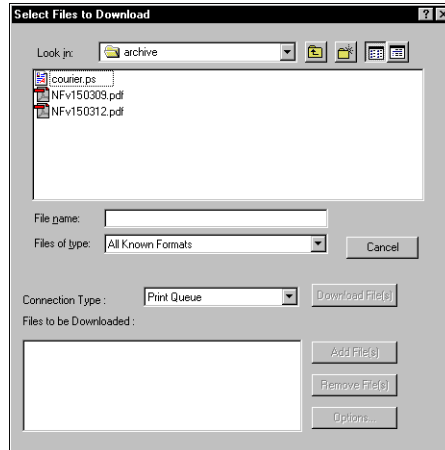 Select Files to Download
Look in: archive
courier.ps
NFv150309.pdf
NFv150312.pdf
File name:
Files of type: All Known Formats Cancel
Connection Type : Print Queue Download File(s)
Files to be Downloaded :
Add File(s)
Remove File(s)
Options...